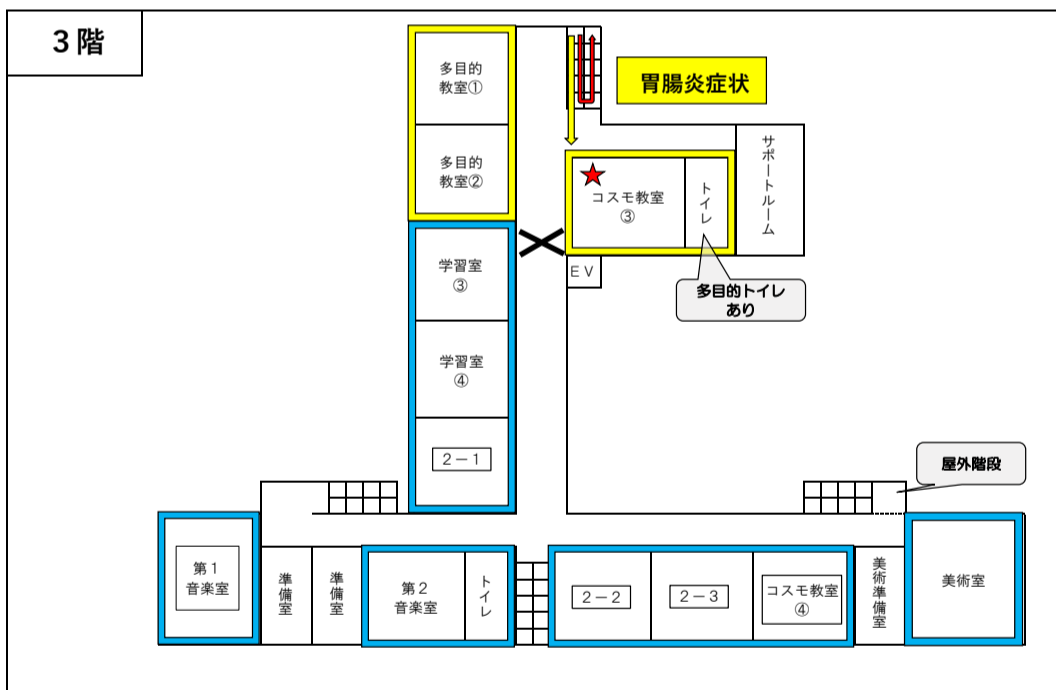 ３階
多目的
教室①
胃腸炎症状
多目的
教室②
コスモ教室
③
トイレ
サポートルーム
学習室
③
ＥＶ
多目的トイレ
あり
学習室
④
２－１
屋外階段
第１
音楽室
準備室
準備室
第２
音楽室
トイレ
２－２
２－３
コスモ教室
④
美術準備室
美術室